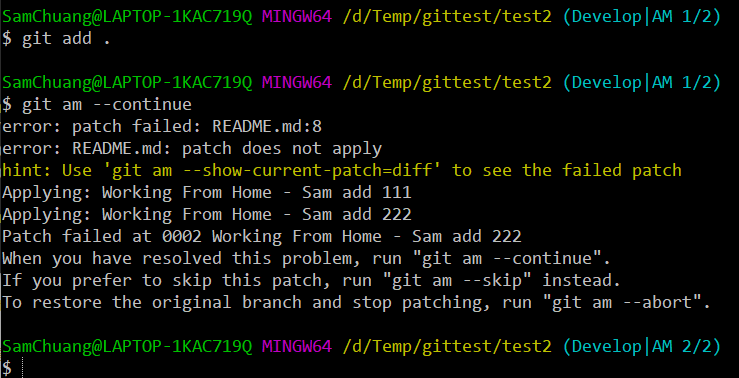 SamChuang@LAPTOP-1KAC719Q MINGW64 /d/Temp/gittest/test2 (Develop|AM 1/2)
$ git add .
SamChuang@LAPTOP-1KAC719Q MINGW64 /d/Temp/gittest/test2 (Develop|AM 1/2)
$ git am --continue
error: patch failed: README.md:8
error: README.md: patch does not apply
hint: Use 'git am --show-current-patch=diff' to see the failed patch
Applying: Working From Home - Sam add 111
Applying: Working From Home - Sam add 222
Patch failed at 0002 Working From Home - Sam add 222
When you have resolved this problem, run "git am --continue".
If you prefer to skip this patch, run "git am --skip" instead.
To restore the original branch and stop patching, run "git am --abort".
SamChuang@LAPTOP-1KAC719Q MINGW64 /d/Temp/gittest/test2 (Develop|AM 2/2)
$